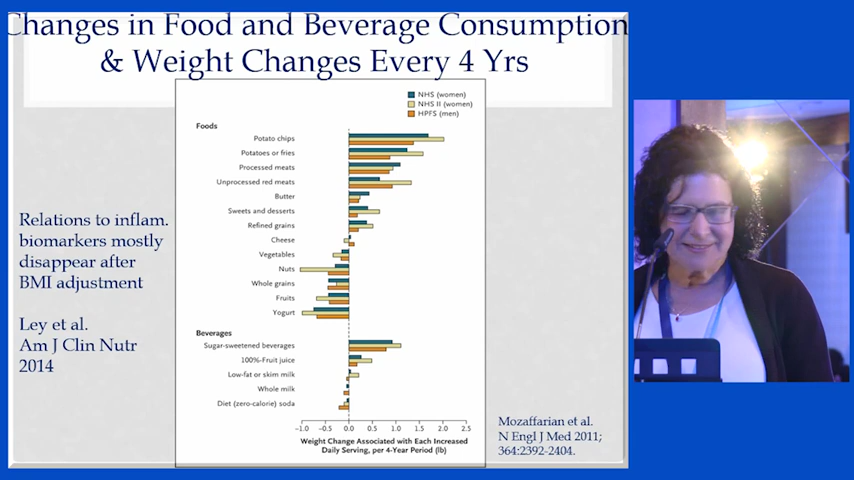 Changes in Food and Beverage Consumption
& Weight Changes Every 4 Yrs
NHS (women)
NHS II (women)
HPFS (men)
Foods
Potato chips
Potatoes or fries
Processed meats
Unprocessed red meats
Butter
Sweets and desserts
Refined grains
Cheese
Vegetables
Nuts
Whole grains
Fruits
Yogurt
Beverages
Sugar-sweetened beverages
100%-Fruit juice
Low-fat or skim milk
Whole milk
Diet (zero-calorie) soda
−1.0 −0.5 0.0 0.5 1.0 1.5 2.0 2.5
Weight Change Associated with Each Increased
Daily Serving, per 4-Year Period (lb)
Relations to inflam.
biomarkers mostly
disappear after
BMI adjustment
Ley et al.
Am J Clin Nutr
2014
Mozaffarian et al.
N Engl J Med 2011;
364:2392-2404.